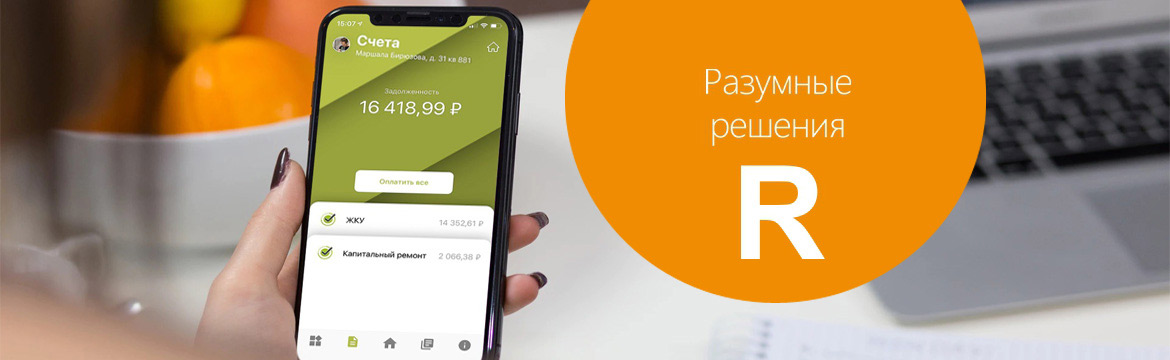 15:07
Счета
Маршала Бирюзова, д. 31 кв 881
Задолженность
16 418,99 ₽
Оплатить все
ЖКУ 14 352,61 ₽
Капитальный ремонт 2 066,38 ₽
Разумные
решения
R